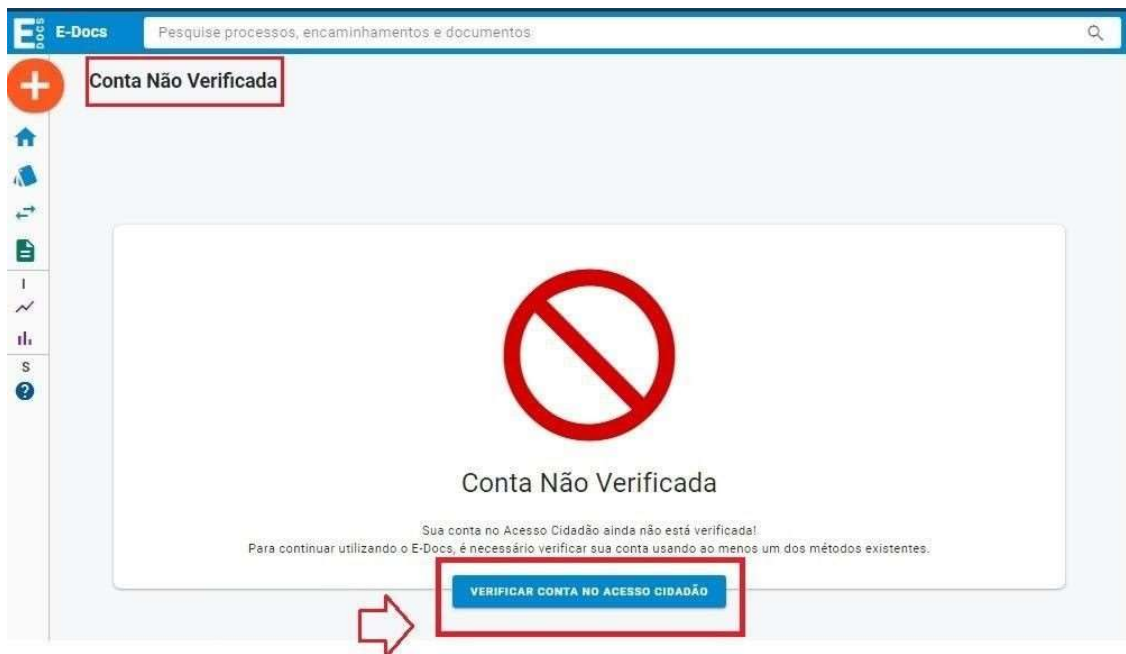 E DOCS E-Docs Pesquise processos, encaminhamentos e documentos
Conta Não Verificada
I
S
?
Conta Não Verificada
Sua conta no Acesso Cidadão ainda não está verificada!
Para continuar utilizando o E-Docs, é necessário verificar sua conta usando ao menos um dos métodos existentes.
VERIFICAR CONTA NO ACESSO CIDADÃO